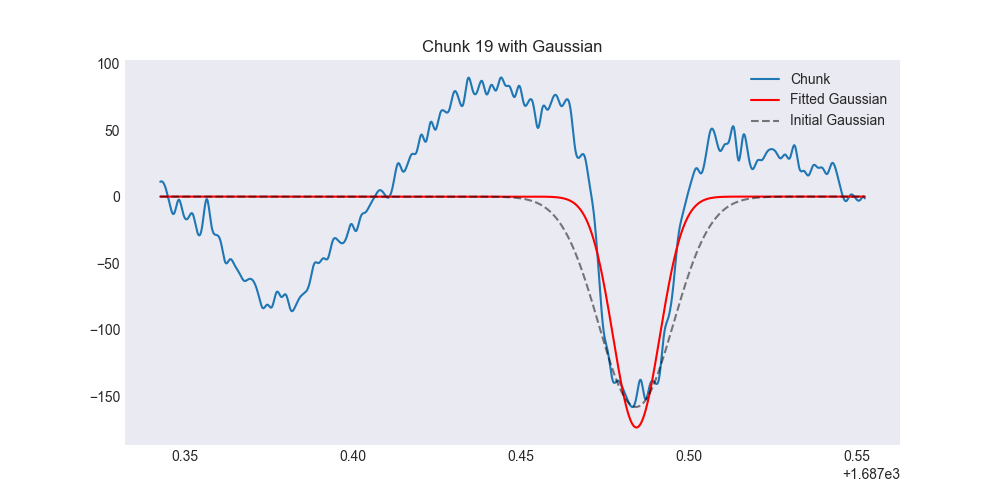 Chunk 19 with Gaussian
100
50
0
−50
−100
−150
Chunk
Fitted Gaussian
Initial Gaussian
0.35 0.40 0.45 0.50 0.55
+1.687e3